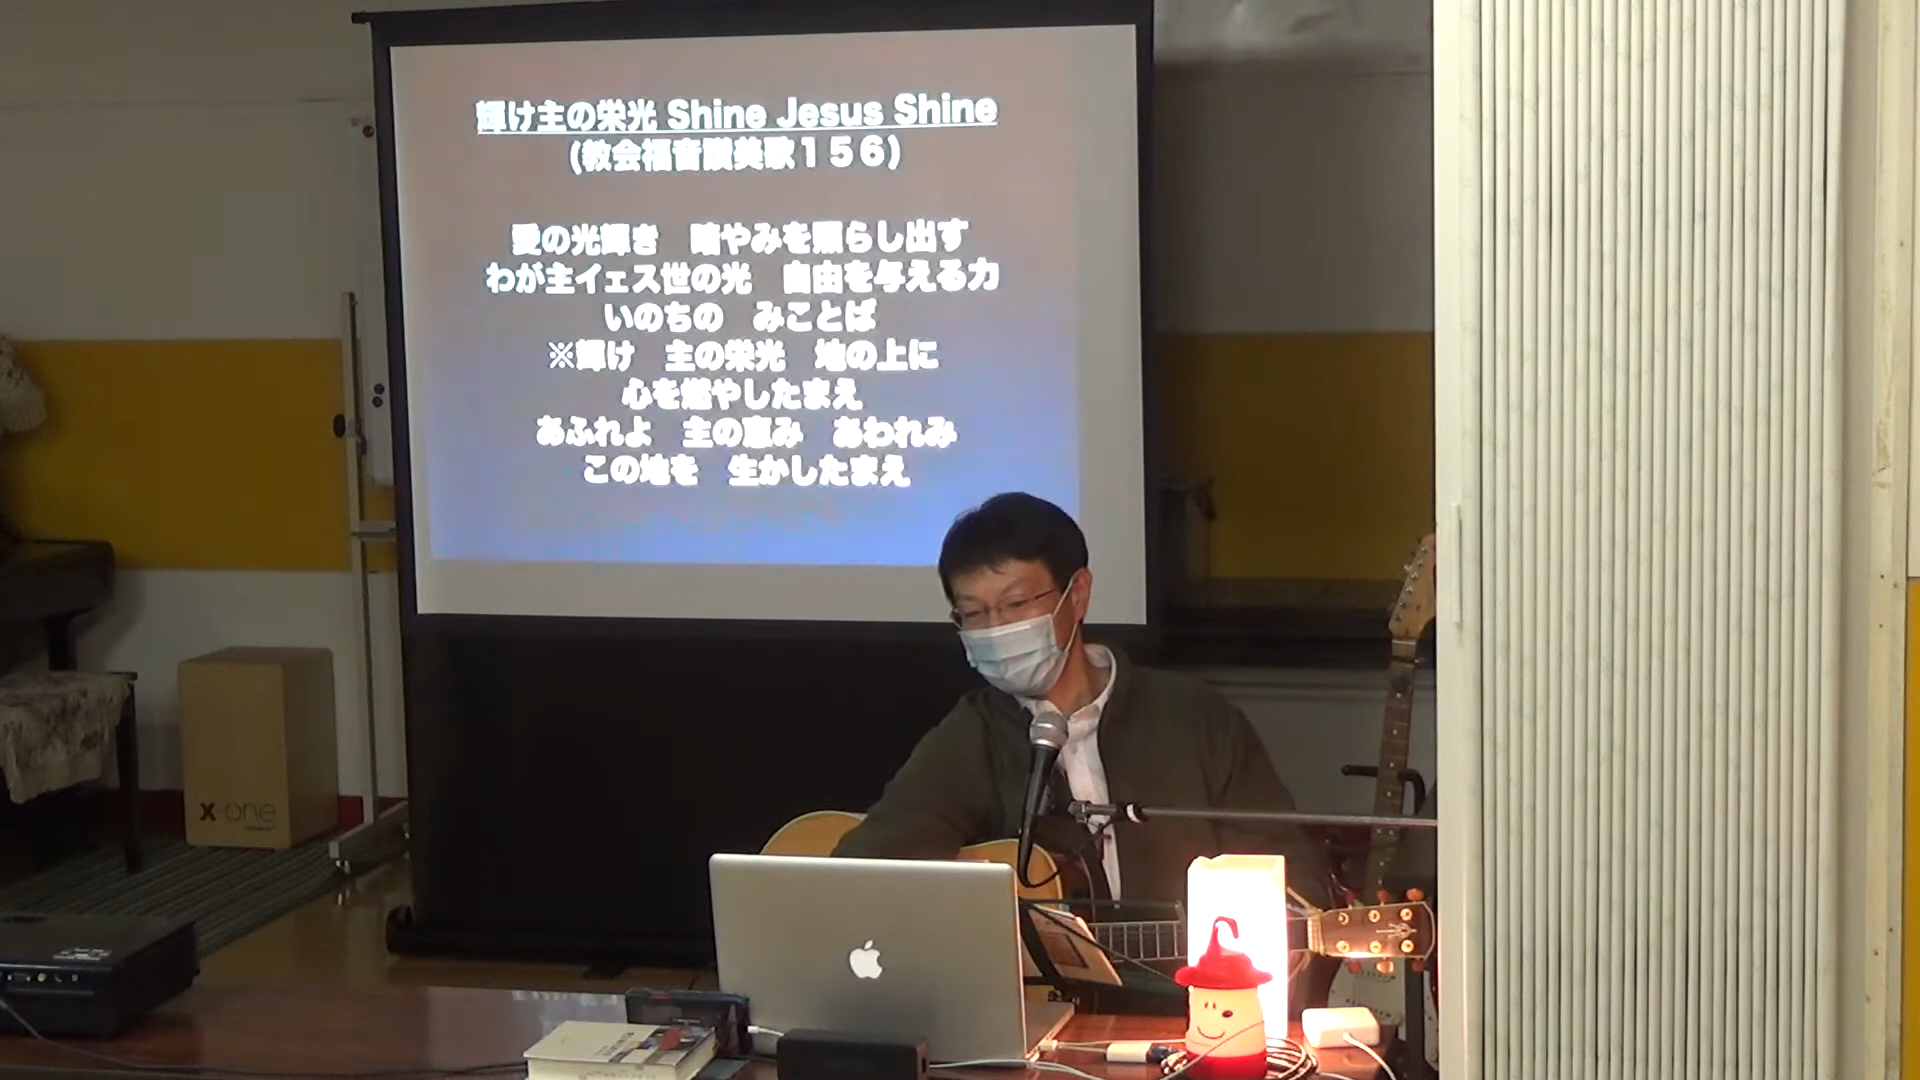 輝け主の栄光 Shine Jesus Shine
(教会福音讃美歌１５６)
愛の光輝き　暗やみを照らし出す
わが主イエス世の光　自由を与える力
いのちの　みことば
※輝け　主の栄光　地の上に
心を燃やしたまえ
あふれよ　主の恵み　あわれみ
この地を　生かしたまえ
x-one